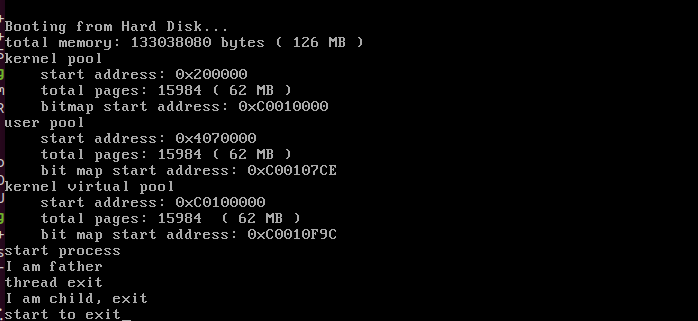 Booting from Hard Disk...
total memory: 133038080 bytes ( 126 MB )
kernel pool
    start address: 0x200000
    total pages: 15984 ( 62 MB )
    bitmap start address: 0xC0010000
user pool
    start address: 0x4070000
    total pages: 15984 ( 62 MB )
    bit map start address: 0xC00107CE
kernel virtual pool
    start address: 0xC0100000
    total pages: 15984  ( 62 MB )
    bit map start address: 0xC0010F9C
start process
I am father
thread exit
I am child, exit
start to exit_